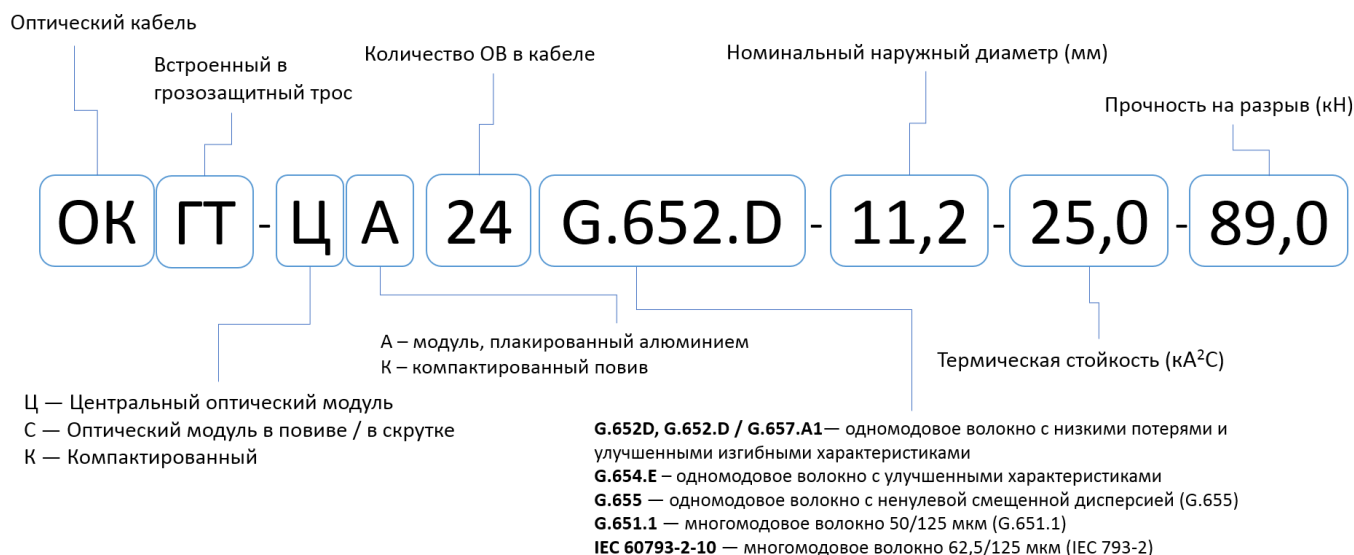 Оптический кабель
Встроенный в
грозозащитный трос
Количество ОВ в кабеле
Номинальный наружный диаметр (мм)
Прочность на разрыв (кН)
ОК ГТ - Ц А 24 G.652.D - 11,2 - 25,0 - 89,0
А – модуль, плакированный алюминием
К – компактированный повив
Термическая стойкость (кА²С)
Ц — Центральный оптический модуль
С — Оптический модуль в повиве / в скрутке
К — Компактированный
G.652D, G.652.D / G.657.A1— одномодовое волокно с низкими потерями и
улучшенными изгибными характеристиками
G.654.E – одномодовое волокно с улучшенными характеристиками
G.655 — одномодовое волокно с ненулевой смещенной дисперсией (G.655)
G.651.1 — многомодовое волокно 50/125 мкм (G.651.1)
IEC 60793-2-10 — многомодовое волокно 62,5/125 мкм (IEC 793-2)